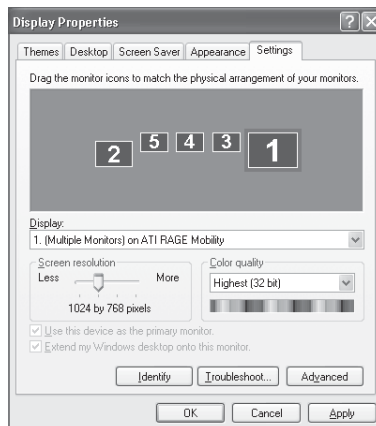 Display Properties
Themes Desktop Screen Saver Appearance Settings
Drag the monitor icons to match the physical arrangement of your monitors.
2 5 4 3 1
Display:
1. (Multiple Monitors) on ATI RAGE Mobility
Screen resolution Color quality
Less More Highest (32 bit)
1024 by 768 pixels
Use this device as the primary monitor.
Extend my Windows desktop onto this monitor.
Identify Troubleshoot... Advanced
OK Cancel Apply